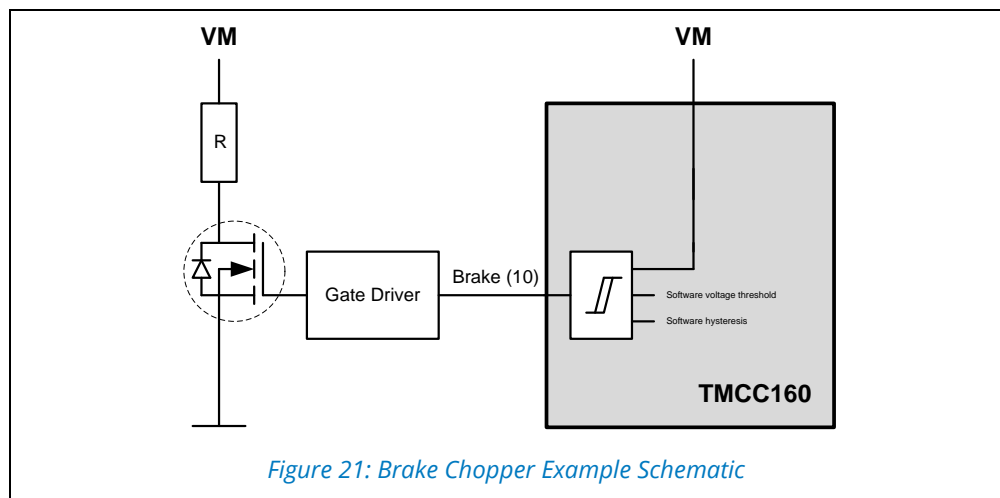 VM
VM
R
Gate Driver
Brake (10)
Software voltage threshold
Software hysteresis
TMCC160
Figure 21: Brake Chopper Example Schematic